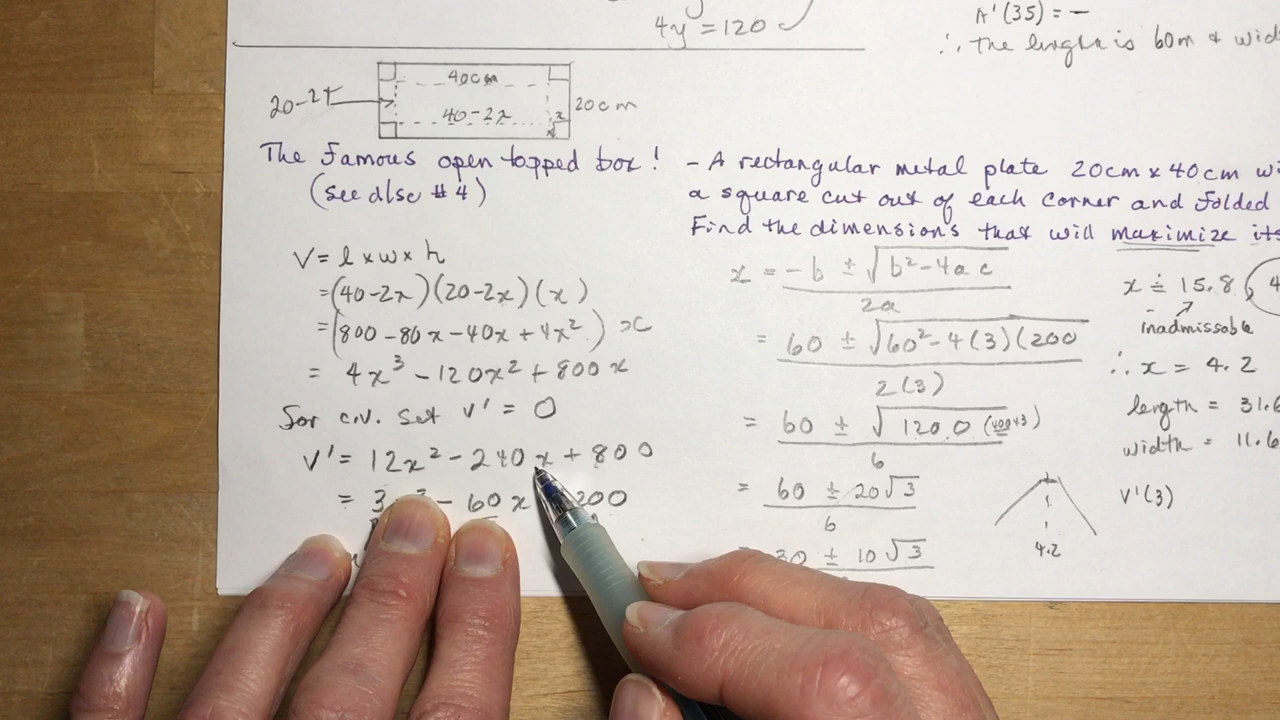 4y = 120
A'(35) = -
∴ the length is 60m &
40cm
20-2x
40-2x
x
x
20cm
The famous open topped box!
(see also #4)
- A rectangular metal plate 20cm x 40cm
a square cut out of each corner and folded
Find the dimensions that will maximize its
V = l x w x h
= (40-2x)(20-2x)(x)
= (800-80x-40x+4x²) x
= 4x³ - 120x² + 800x
for c.v. set v' = 0
v' = 12x² - 240x + 800
= 3 - 60x 200
x = -b ± √b²-4ac
2a
= 60 ± √60²-4(3)(200
2(3)
= 60 ± √1200 (400x3)
6
= 60 ± 20√3
6
30 ± 10√3
x ≐ 15.8, 4
inadmissable
∴ x = 4.2
length = 31.6
width = 11.6
V'(3)
4.2